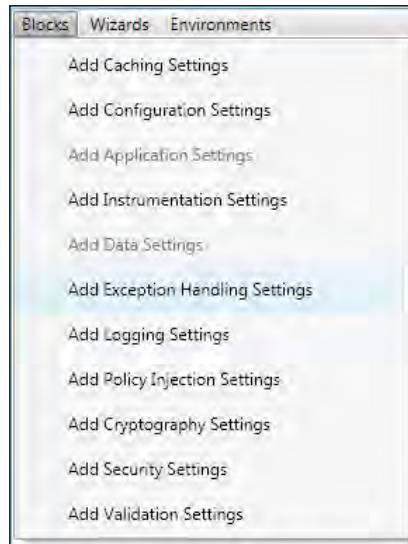 Blocks Wizards Environments
Add Caching Settings
Add Configuration Settings
Add Application Settings
Add Instrumentation Settings
Add Data Settings
Add Exception Handling Settings
Add Logging Settings
Add Policy Injection Settings
Add Cryptography Settings
Add Security Settings
Add Validation Settings